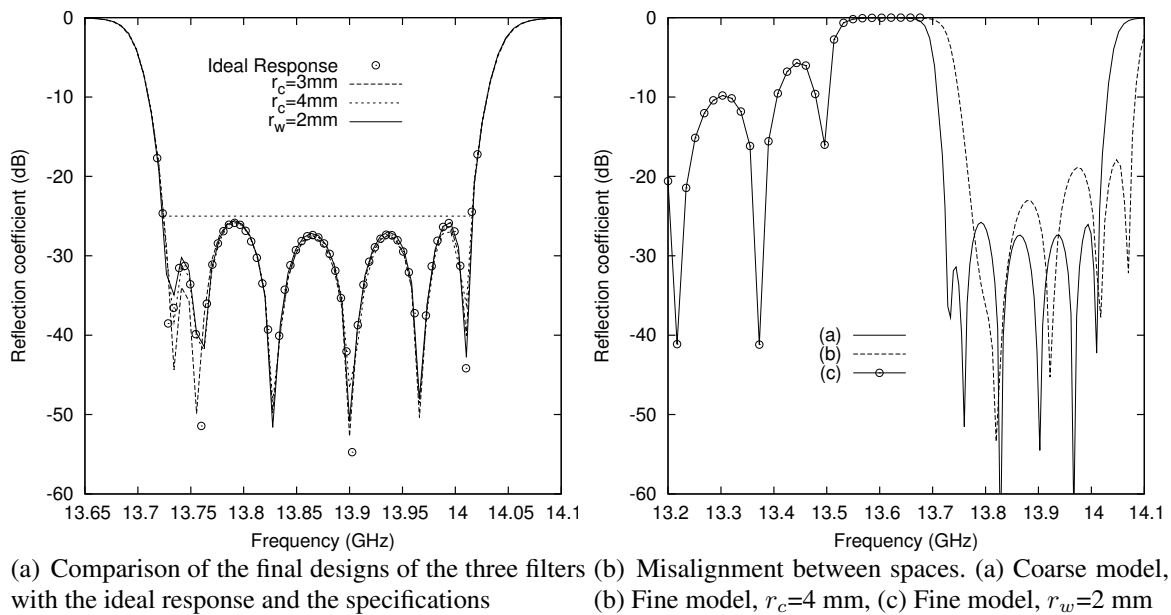 0
-10
-20
-30
-40
-50
-60
Reflection coefficient (dB)
13.65 13.7 13.75 13.8 13.85 13.9 13.95 14 14.05 14.1
Frequency (GHz)
Ideal Response
r_c=3mm
r_c=4mm
r_w=2mm
0
-10
-20
-30
-40
-50
-60
Reflection coefficient (dB)
13.2 13.3 13.4 13.5 13.6 13.7 13.8 13.9 14 14.1
Frequency (GHz)
(a)
(b)
(c)
(a) Comparison of the final designs of the three filters
with the ideal response and the specifications
(b) Misalignment between spaces. (a) Coarse model,
(b) Fine model, r_c=4 mm, (c) Fine model, r_w=2 mm